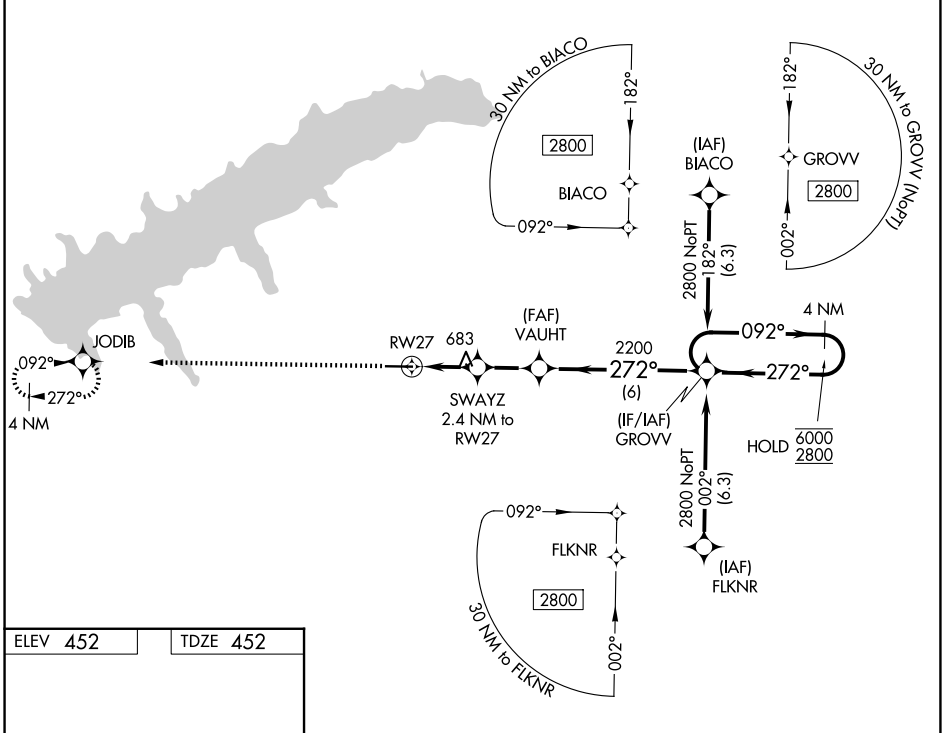 30 NM to BIACO
182°
2800
BIACO
092°
182°
30 NM to GROVV (NoPT)
GROVV
2800
002°
(IAF)
BIACO
2800 NoPT
182°
(6.3)
4 NM
092°
272°
HOLD 6000
2800
JODIB
092°
272°
4 NM
RW27
683
(FAF)
VAUHT
SWAYZ
2.4 NM to
RW27
2200
272°
(6)
(IF/IAF)
GROVV
2800 NoPT
002°
(6.3)
(IAF)
FLKNR
092°
FLKNR
2800
002°
30 NM to FLKNR
ELEV 452
TDZE 452